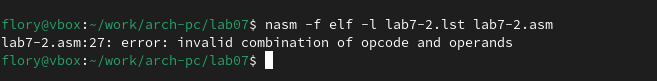 flory@vbox:~/work/arch-pc/lab07$ nasm -f elf -l lab7-2.lst lab7-2.asm
lab7-2.asm:27: error: invalid combination of opcode and operands
flory@vbox:~/work/arch-pc/lab07$